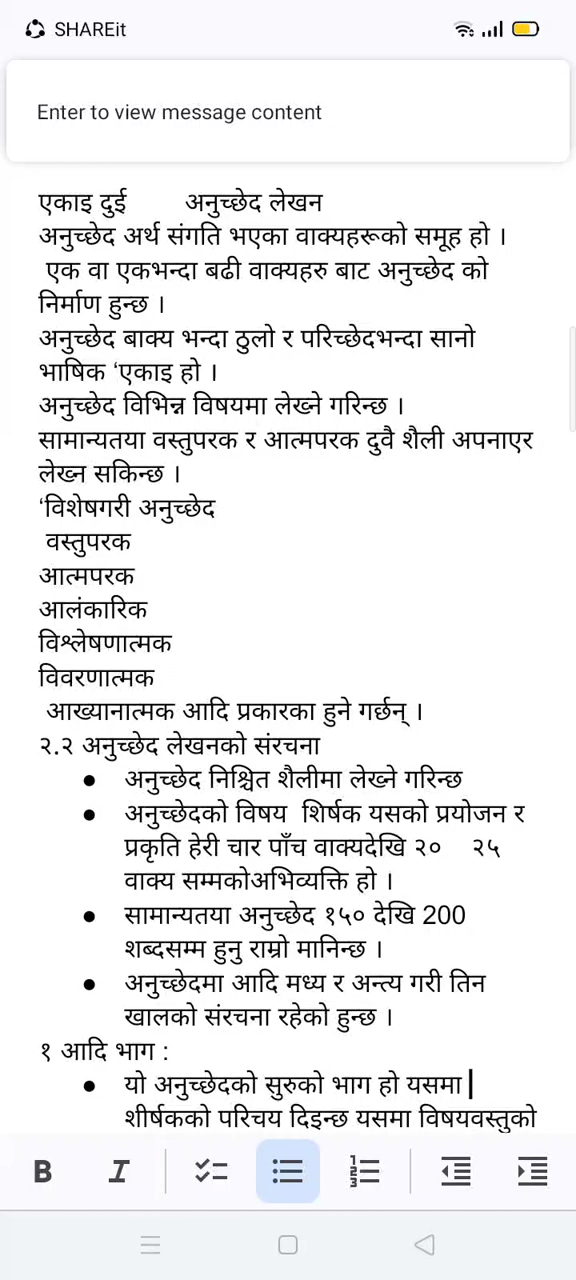 SHAREit
Enter to view message content
एकाइ दुई अनुच्छेद लेखन
अनुच्छेद अर्थ संगति भएका वाक्यहरूको समूह हो ।
एक वा एकभन्दा बढी वाक्यहरु बाट अनुच्छेद को
निर्माण हुन्छ ।
अनुच्छेद बाक्य भन्दा ठुलो र परिच्छेदभन्दा सानो
भाषिक ‘एकाइ हो ।
अनुच्छेद विभिन्न विषयमा लेख्ने गरिन्छ ।
सामान्यतया वस्तुपरक र आत्मपरक दुवै शैली अपनाएर
लेख्न सकिन्छ ।
‘विशेषगरी अनुच्छेद
वस्तुपरक
आत्मपरक
आलंकारिक
विश्लेषणात्मक
विवरणात्मक
आख्यानात्मक आदि प्रकारका हुने गर्छन् ।
२.२ अनुच्छेद लेखनको संरचना
● अनुच्छेद निश्चित शैलीमा लेख्ने गरिन्छ
● अनुच्छेदको विषय शिर्षक यसको प्रयोजन र
प्रकृति हेरी चार पाँच वाक्यदेखि २० २५
वाक्य सम्मकोअभिव्यक्ति हो ।
● सामान्यतया अनुच्छेद १५० देखि 200
शब्दसम्म हुनु राम्रो मानिन्छ ।
● अनुच्छेदमा आदि मध्य र अन्त्य गरी तिन
खालको संरचना रहेको हुन्छ ।
१ आदि भाग :
● यो अनुच्छेदको सुरुको भाग हो यसमा
शीर्षकको परिचय दिइन्छ यसमा विषयवस्तुको
B I